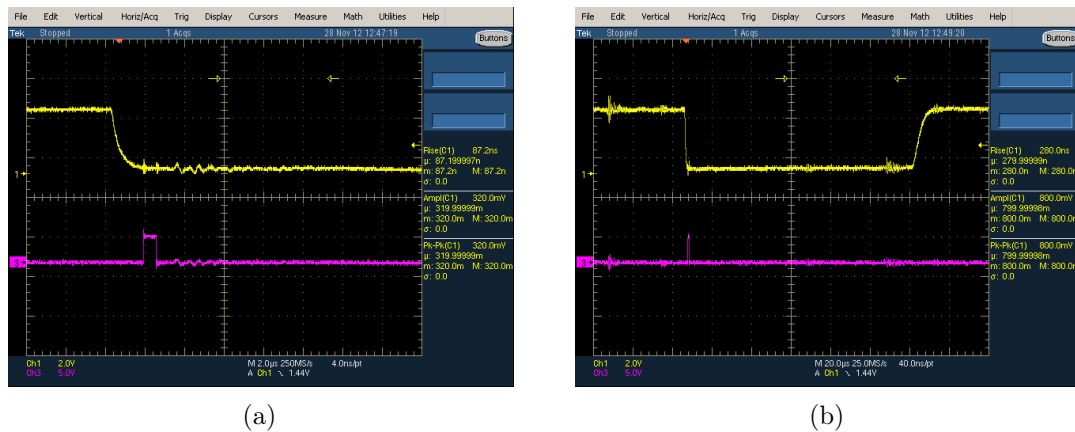 File Edit Vertical Horiz/Acq Trig Display Cursors Measure Math Utilities Help
Tek Stopped 1 Acqs 28 Nov 12 12:47:19 Buttons
Rise(C1) 87.2ns
µ: 87.199997n
m: 87.2n M: 87.2n
σ: 0.0
Ampl(C1) 320.0mV
µ: 319.99999m
m: 320.0m M: 320.0m
σ: 0.0
Pk-Pk(C1) 320.0mV
µ: 319.99999m
m: 320.0m M: 320.0m
σ: 0.0
1
3
Ch1 2.0V M 2.0µs 250MS/s 4.0ns/pt
Ch3 5.0V A Ch1 1.44V
(a)
File Edit Vertical Horiz/Acq Trig Display Cursors Measure Math Utilities Help
Tek Stopped 1 Acqs 28 Nov 12 12:49:20 Buttons
Rise(C1) 280.0ns
µ: 279.99999n
m: 280.0n M: 280.0n
σ: 0.0
Ampl(C1) 800.0mV
µ: 799.99998m
m: 800.0m M: 800.0m
σ: 0.0
Pk-Pk(C1) 800.0mV
µ: 799.99998m
m: 800.0m M: 800.0m
σ: 0.0
1
3
Ch1 2.0V M 20.0µs 25.0MS/s 40.0ns/pt
Ch3 5.0V A Ch1 1.44V
(b)